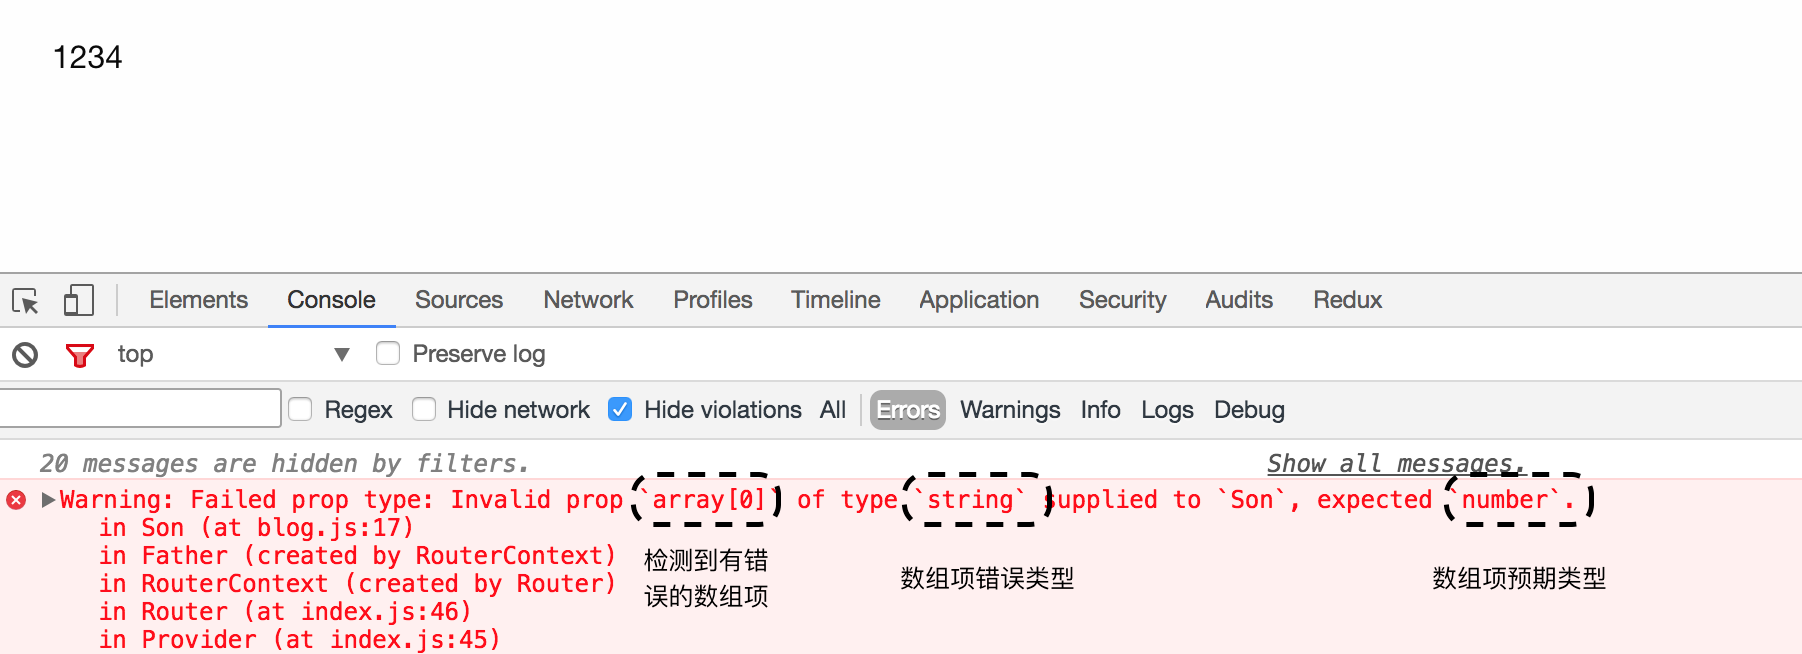 1234
Elements Console Sources Network Profiles Timeline Application Security Audits Redux
top ▼ Preserve log
Regex Hide network Hide violations All Errors Warnings Info Logs Debug
20 messages are hidden by filters. Show all messages.
Warning: Failed prop type: Invalid prop `array[0]` of type `string` supplied to `Son`, expected `number`.
in Son (at blog.js:17)
in Father (created by RouterContext)
in RouterContext (created by Router)
in Router (at index.js:46)
in Provider (at index.js:45)
检测到有错
误的数组项
数组项错误类型
数组项预期类型